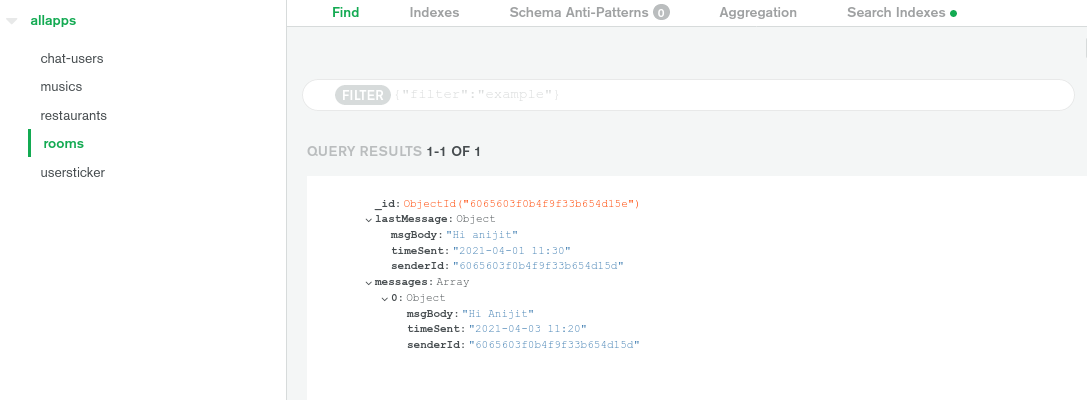 allapps
chat-users
musics
restaurants
rooms
usersticker
Find Indexes Schema Anti-Patterns 0 Aggregation Search Indexes
FILTER {"filter":"example"}
QUERY RESULTS 1-1 OF 1
_id: ObjectId("6065603f0b4f9f33b654d15e")
lastMessage: Object
msgBody: "Hi anijit"
timeSent: "2021-04-01 11:30"
senderId: "6065603f0b4f9f33b654d15d"
messages: Array
0: Object
msgBody: "Hi Anijit"
timeSent: "2021-04-03 11:20"
senderId: "6065603f0b4f9f33b654d15d"